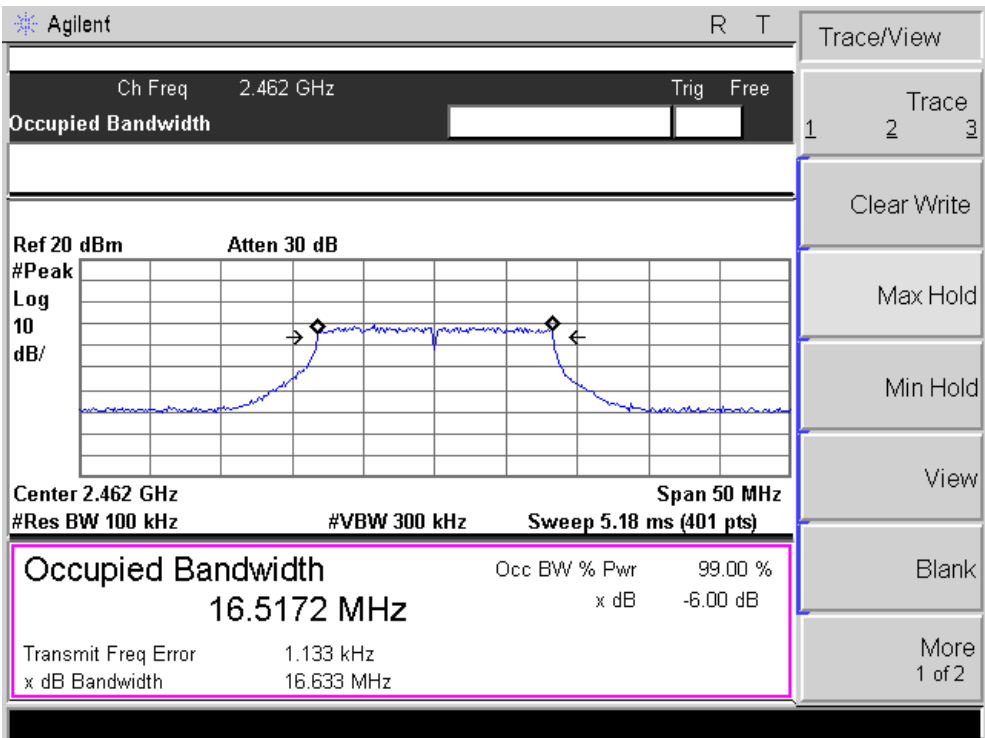 Agilent R T
Ch Freq 2.462 GHz Trig Free
Occupied Bandwidth
Ref 20 dBm Atten 30 dB
#Peak
Log
10
dB/
Center 2.462 GHz Span 50 MHz
#Res BW 100 kHz #VBW 300 kHz Sweep 5.18 ms (401 pts)
Occupied Bandwidth
16.5172 MHz
Occ BW % Pwr 99.00 %
x dB -6.00 dB
Transmit Freq Error 1.133 kHz
x dB Bandwidth 16.633 MHz
Trace/View
Trace
1 2 3
Clear Write
Max Hold
Min Hold
View
Blank
More
1 of 2